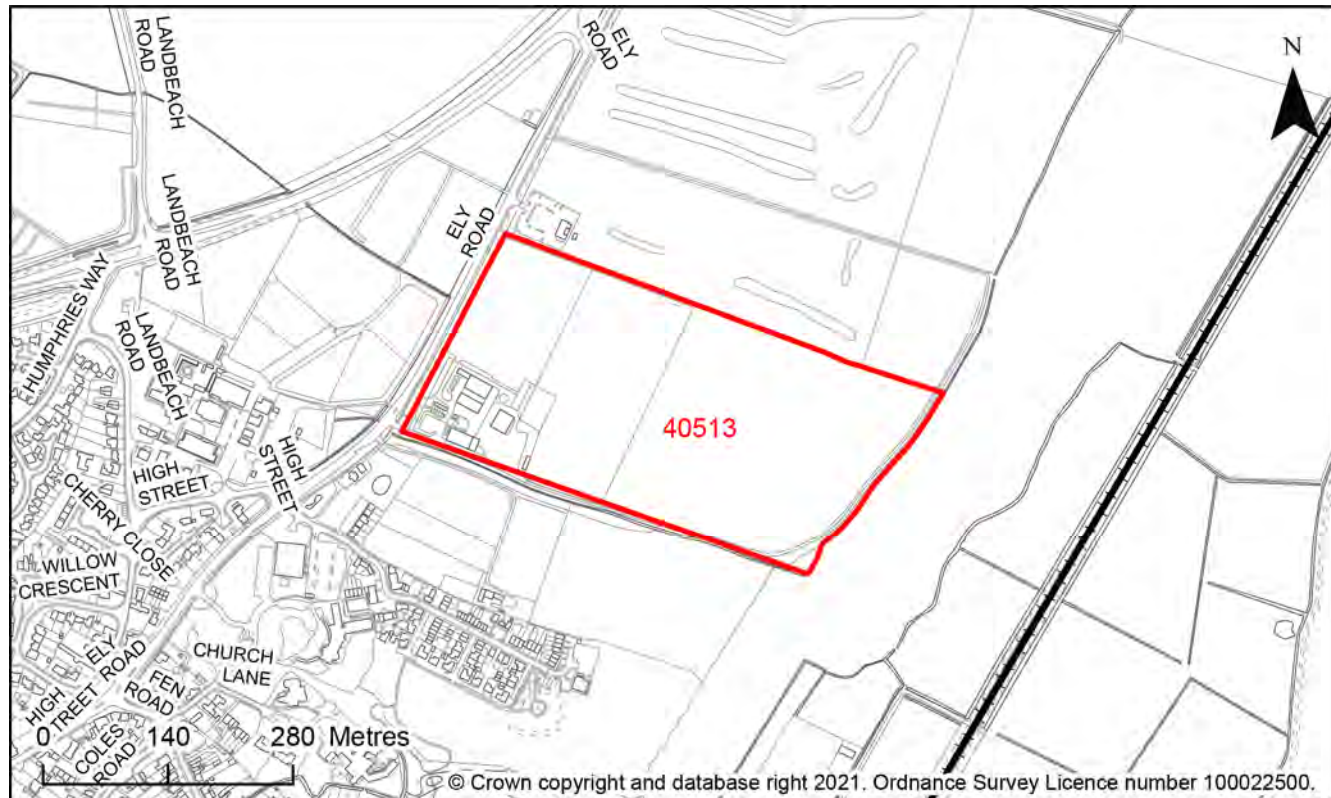 ELY
ROAD
LANDBEACH
ROAD
LANDBEACH
ROAD
N
LANDBEACH
ROAD
ELY
ROAD
HUMPHRIES WAY
LANDBEACH
ROAD
40513
HIGH
STREET
HIGH
STREET
CHERRY CLOSE
WILLOW
CRESCENT
CHURCH
LANE
ELY ROAD
HIGH
STREET
FEN
ROAD
COLES
ROAD
0 140 280 Metres
© Crown copyright and database right 2021. Ordnance Survey Licence number 100022500.